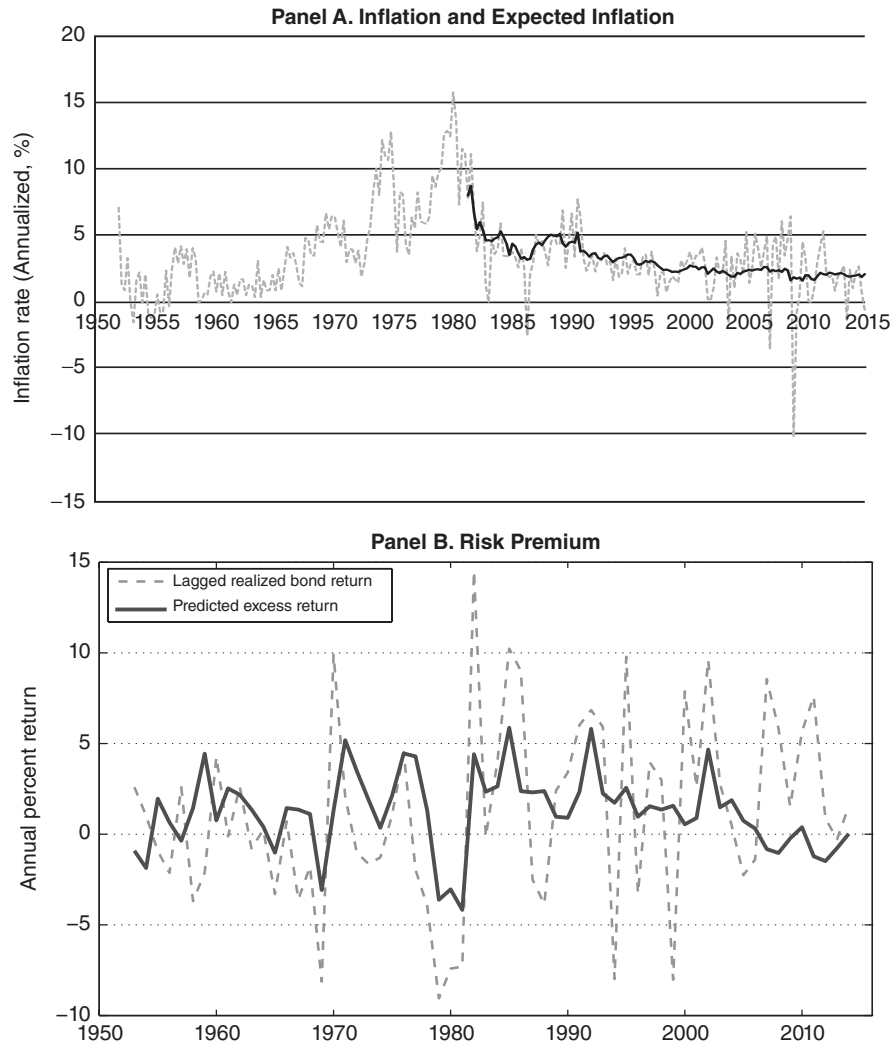 Panel A. Inflation and Expected Inflation
Inflation rate (Annualized, %)
20
15
10
5
0
−5
−10
−15
1950 1955 1960 1965 1970 1975 1980 1985 1990 1995 2000 2005 2010 2015
Panel B. Risk Premium
Annual percent return
15
10
5
0
−5
−10
Lagged realized bond return
Predicted excess return
1950 1960 1970 1980 1990 2000 2010